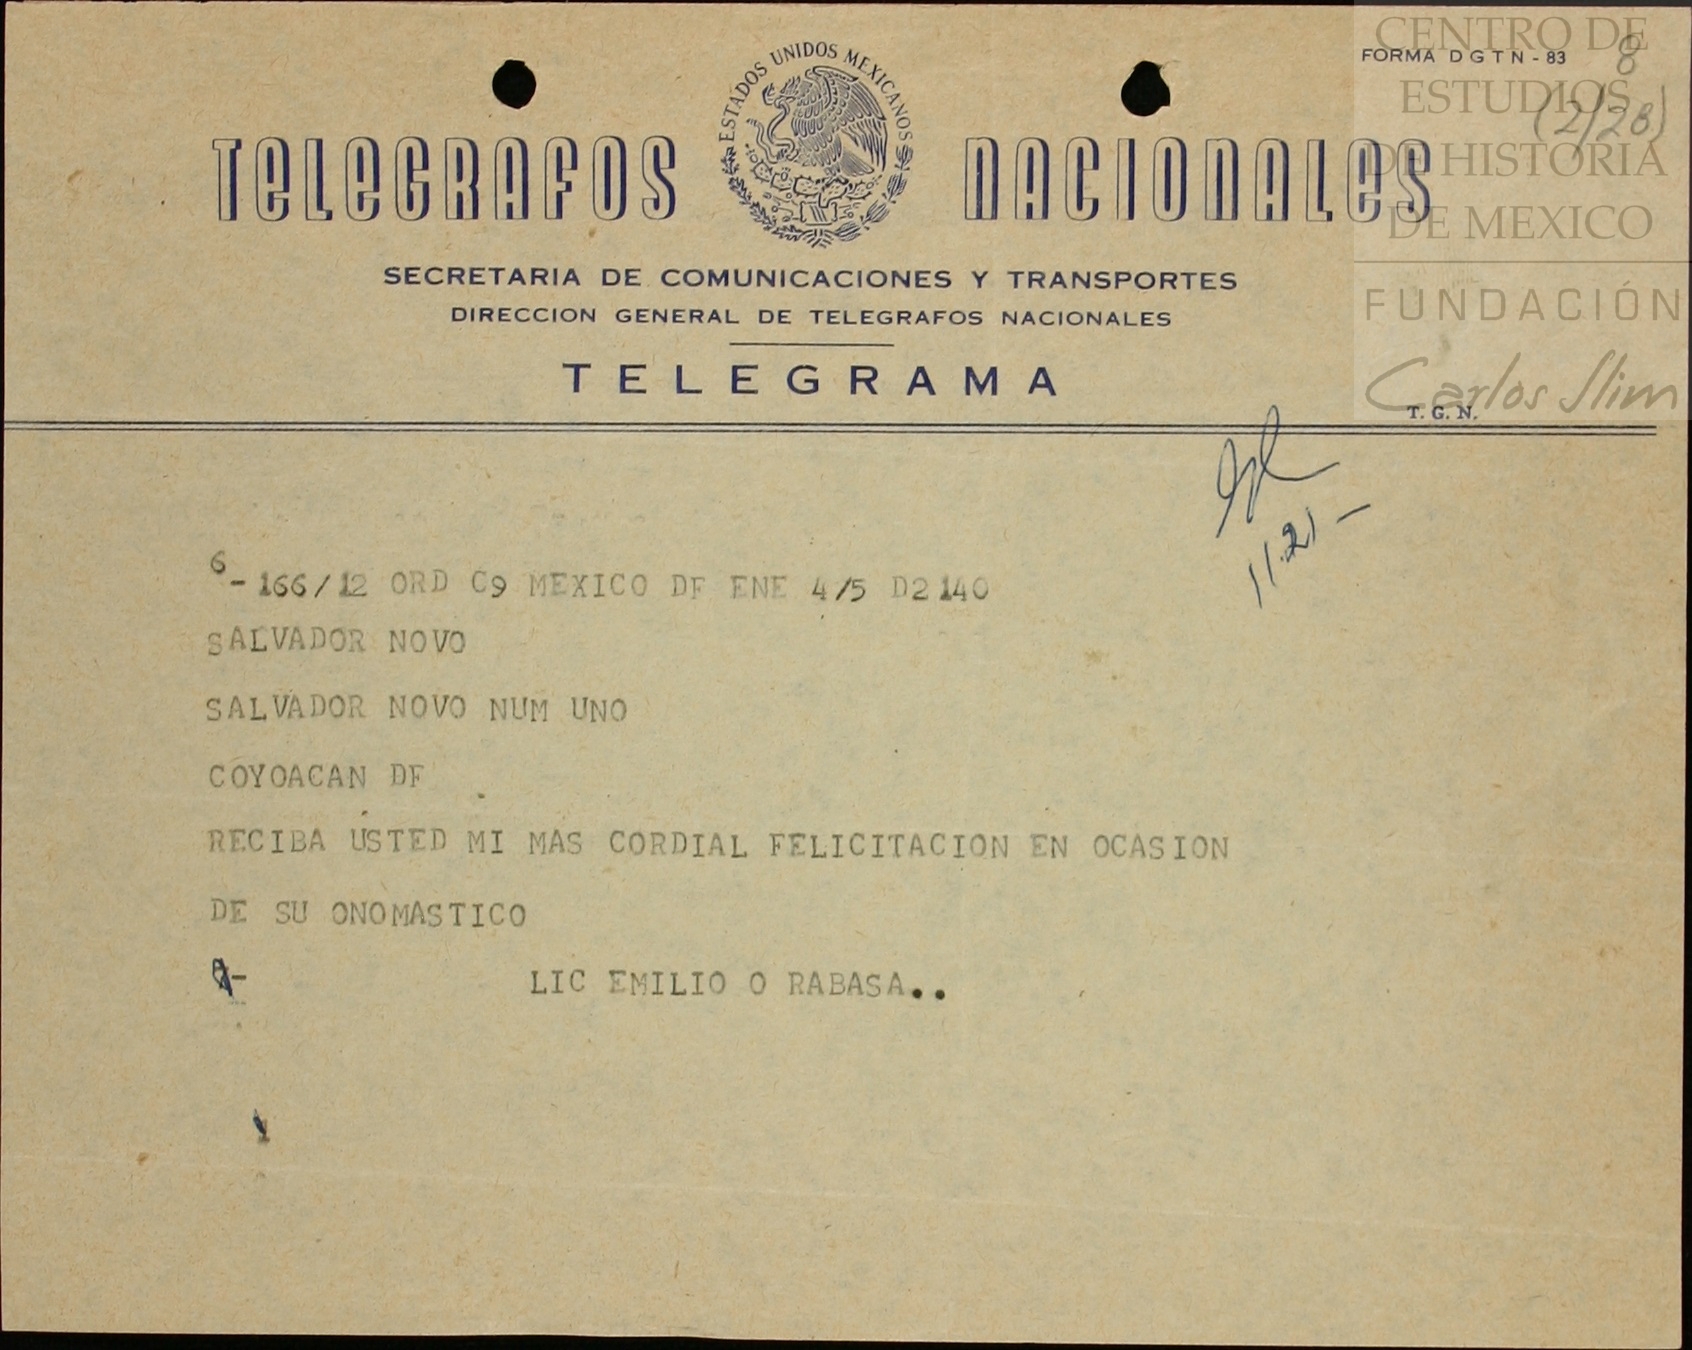 CENTRO DE
ESTUDIOS
DE HISTORIA
DE MEXICO
FUNDACIÓN
Carlos Slim
FORMA D G T N - 83
8
(2/28)
ESTADOS UNIDOS MEXICANOS
TELEGRAFOS NACIONALES
SECRETARIA DE COMUNICACIONES Y TRANSPORTES
DIRECCION GENERAL DE TELEGRAFOS NACIONALES
TELEGRAMA
T. G. N.
11.21-
6-166/12 ORD C9 MEXICO DF ENE 4/5 D2140
SALVADOR NOVO
SALVADOR NOVO NUM UNO
COYOACAN DF
RECIBA USTED MI MAS CORDIAL FELICITACION EN OCASION
DE SU ONOMASTICO
LIC EMILIO O RABASA..